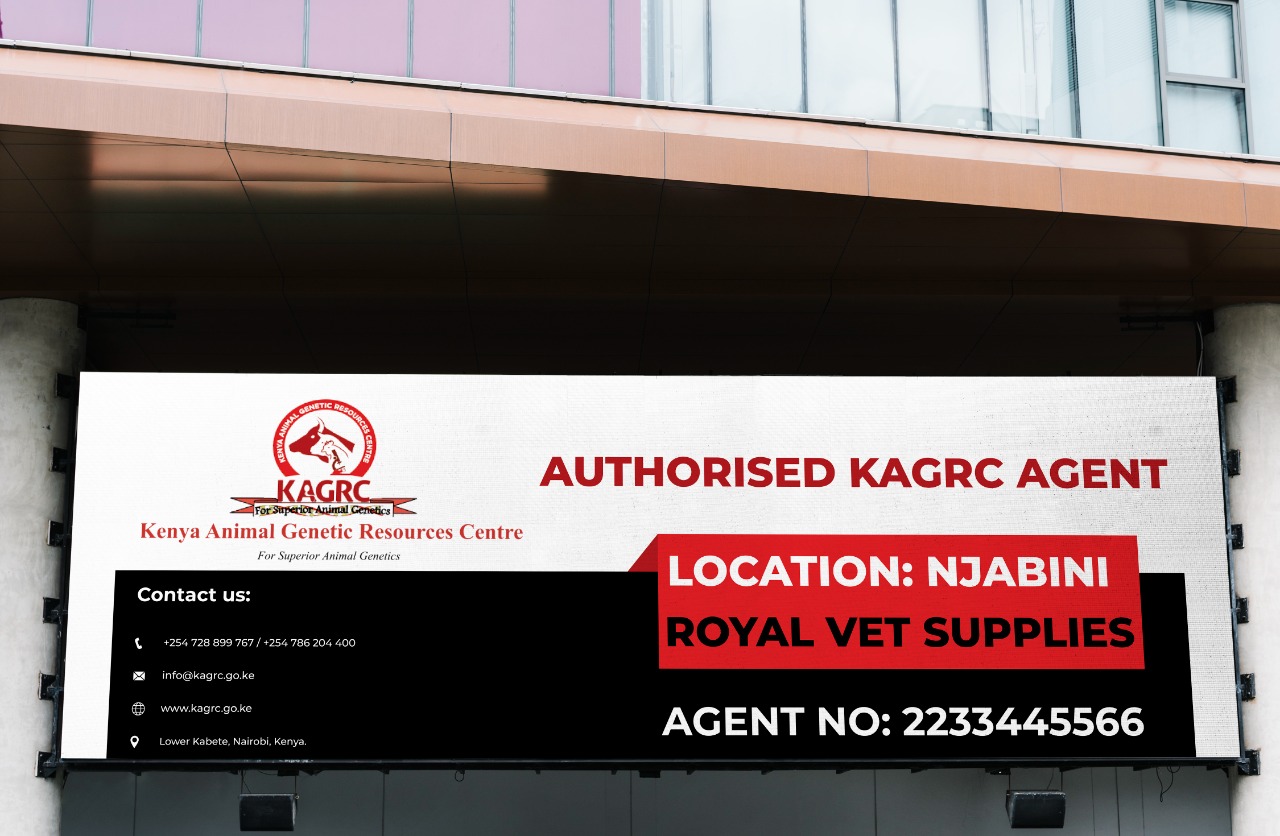 KENYA ANIMAL GENETIC RESOURCES CENTRE
KAGRC
For Superior Animal Genetics
Kenya Animal Genetic Resources Centre
For Superior Animal Genetics
Contact us:
+254 728 899 767 / +254 786 204 400
info@kagrc.go.ke
www.kagrc.go.ke
Lower Kabete, Nairobi, Kenya.
AUTHORISED KAGRC AGENT
LOCATION: NJABINI
ROYAL VET SUPPLIES
AGENT NO: 2233445566